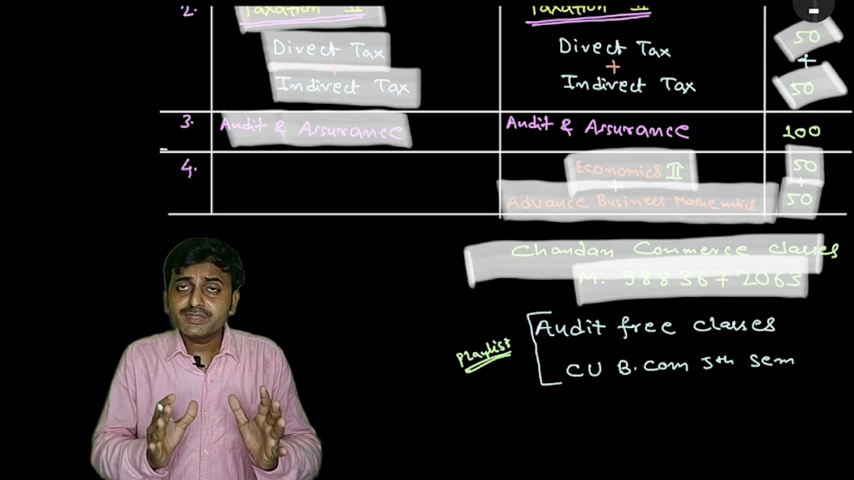 2. Taxation II Taxation II 50
Direct Tax Direct Tax +
+ +
Indirect Tax Indirect Tax 50
3. Audit & Assurance Audit & Assurance 100
4. Economics II 50
+ +
Advance Business Mathematics 50
Chandan Commerce classes
M: 9883672063
Playlist
Audit free classes
CU B.Com 5th Sem